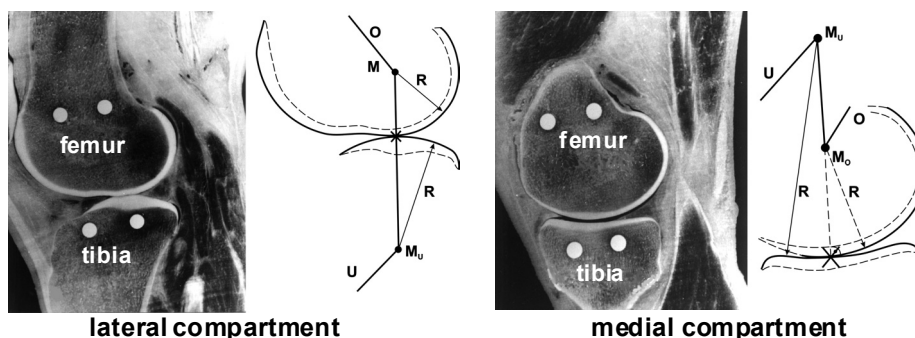 O
M
R
femur
R
tibia
U
M_U
lateral compartment
M_U
U
O
femur
M_O
R
R
tibia
medial compartment